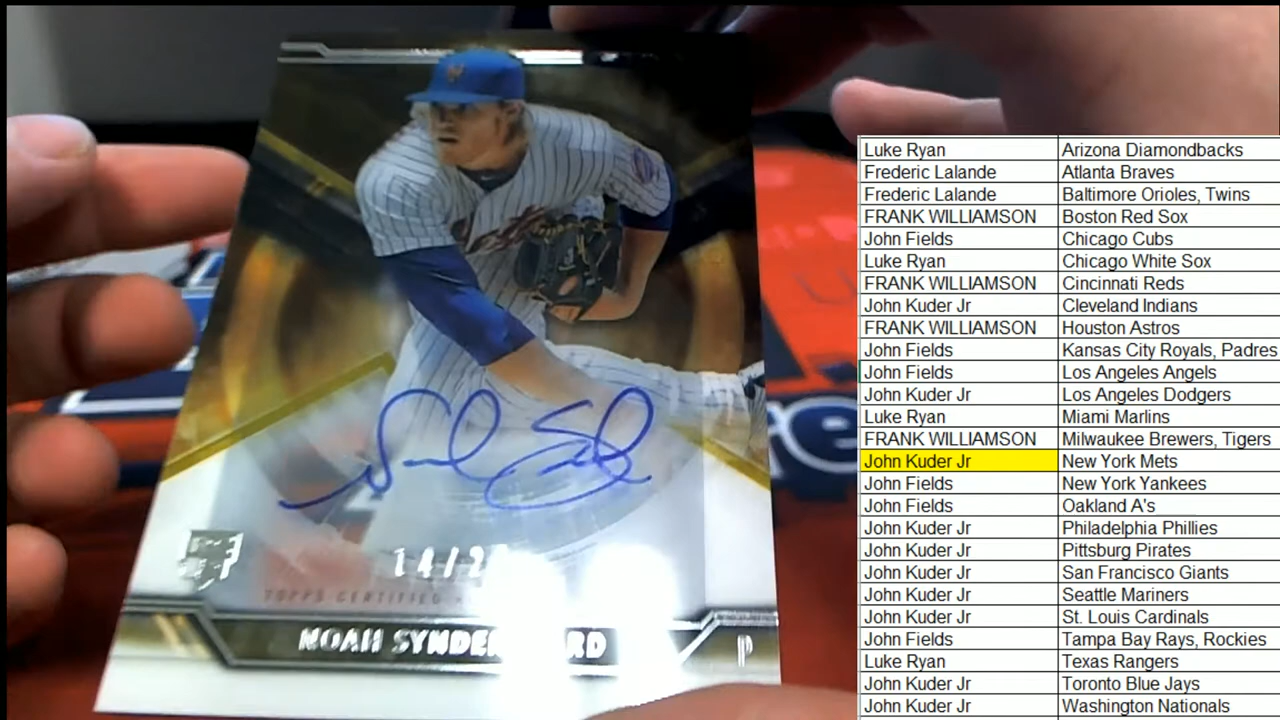 14/2
TOPPS CERTIFIED
NOAH P
Luke Ryan Arizona Diamondbacks
Frederic Lalande Atlanta Braves
Frederic Lalande Baltimore Orioles, Twins
FRANK WILLIAMSON Boston Red Sox
John Fields Chicago Cubs
Luke Ryan Chicago White Sox
FRANK WILLIAMSON Cincinnati Reds
John Kuder Jr Cleveland Indians
FRANK WILLIAMSON Houston Astros
John Fields Kansas City Royals, Padres
John Fields Los Angeles Angels
John Kuder Jr Los Angeles Dodgers
Luke Ryan Miami Marlins
FRANK WILLIAMSON Milwaukee Brewers, Tigers
John Kuder Jr New York Mets
John Fields New York Yankees
John Fields Oakland A's
John Kuder Jr Philadelphia Phillies
John Kuder Jr Pittsburg Pirates
John Kuder Jr San Francisco Giants
John Kuder Jr Seattle Mariners
John Kuder Jr St. Louis Cardinals
John Fields Tampa Bay Rays, Rockies
Luke Ryan Texas Rangers
John Kuder Jr Toronto Blue Jays
John Kuder Jr Washington Nationals